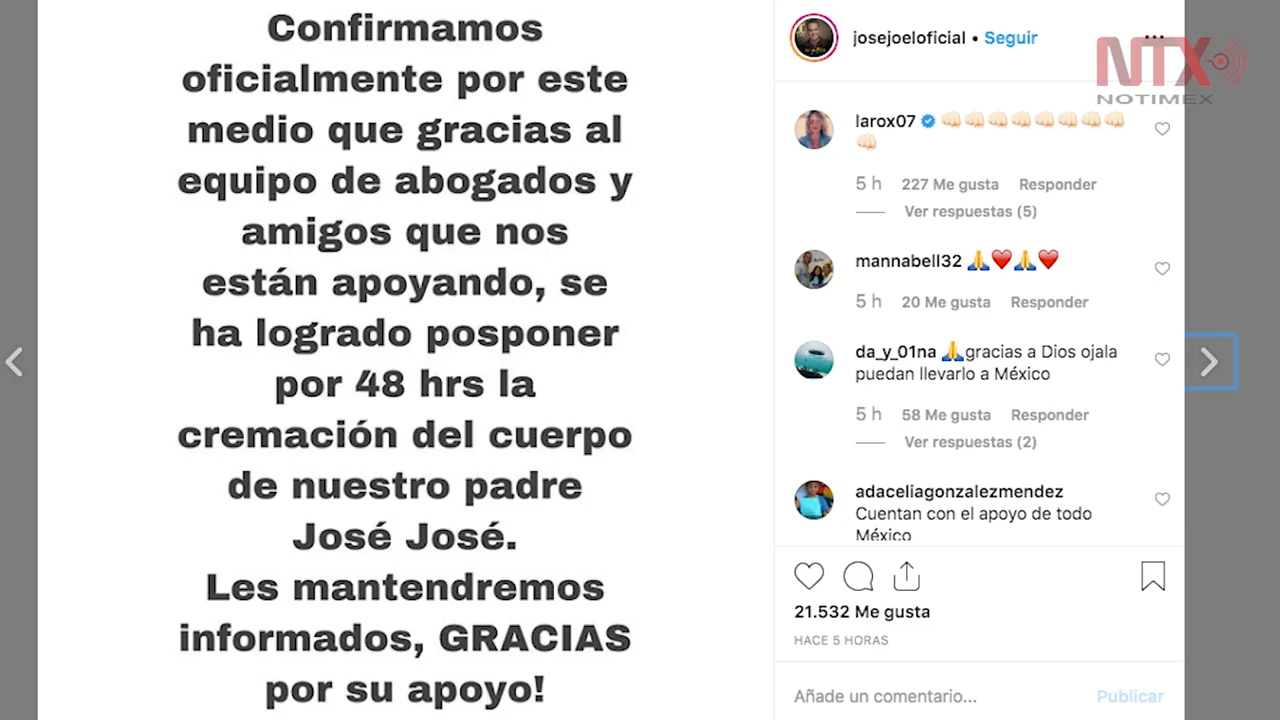 Confirmamos
oficialmente por este
medio que gracias al
equipo de abogados y
amigos que nos
están apoyando, se
ha logrado posponer
por 48 hrs la
cremación del cuerpo
de nuestro padre
José José.
Les mantendremos
informados, GRACIAS
por su apoyo!
josejoeloficial • Seguir
NTX
NOTIMEX
larox07 👊🏻👊🏻👊🏻👊🏻👊🏻👊🏻👊🏻👊🏻
👊🏻
5 h 227 Me gusta Responder
Ver respuestas (5)
mannabell32 🙏❤️🙏❤️
5 h 20 Me gusta Responder
da_y_01na 🙏gracias a Dios ojala
puedan llevarlo a México
5 h 58 Me gusta Responder
Ver respuestas (2)
adaceliagonzalezmendez
Cuentan con el apoyo de todo
México
21.532 Me gusta
HACE 5 HORAS
Añade un comentario... Publicar